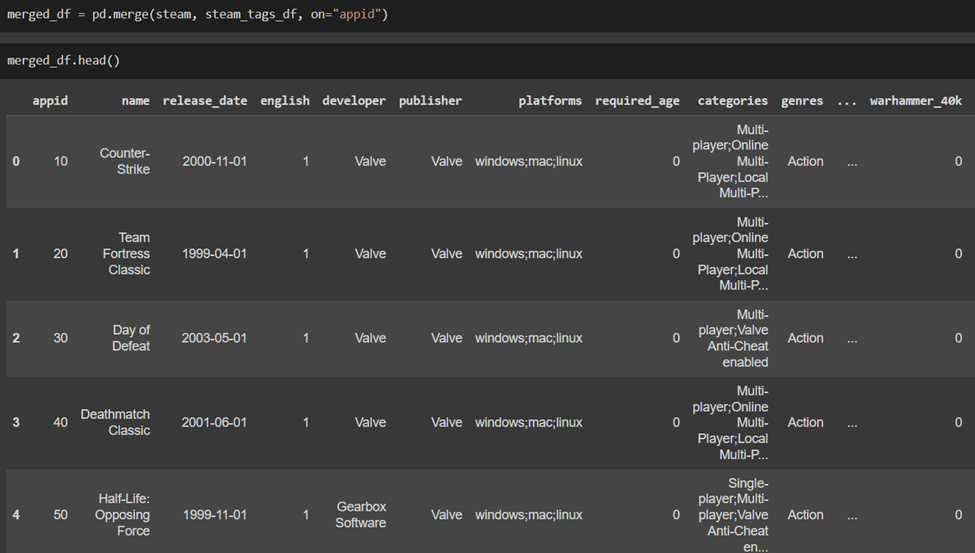 merged_df = pd.merge(steam, steam_tags_df, on="appid")
merged_df.head()
appid name release_date english developer publisher platforms required_age categories genres ... warhammer_40k
0 10 Counter-Strike 2000-11-01 1 Valve Valve windows;mac;linux 0 Multi-player;Online Multi-Player;Local Multi-P... Action ... 0
1 20 Team Fortress Classic 1999-04-01 1 Valve Valve windows;mac;linux 0 Multi-player;Online Multi-Player;Local Multi-P... Action ... 0
2 30 Day of Defeat 2003-05-01 1 Valve Valve windows;mac;linux 0 Multi-player;Valve Anti-Cheat enabled Action ... 0
3 40 Deathmatch Classic 2001-06-01 1 Valve Valve windows;mac;linux 0 Multi-player;Online Multi-Player;Local Multi-P... Action ... 0
4 50 Half-Life: Opposing Force 1999-11-01 1 Gearbox Software Valve windows;mac;linux 0 Single-player;Multi-player;Valve Anti-Cheat en... Action ... 0